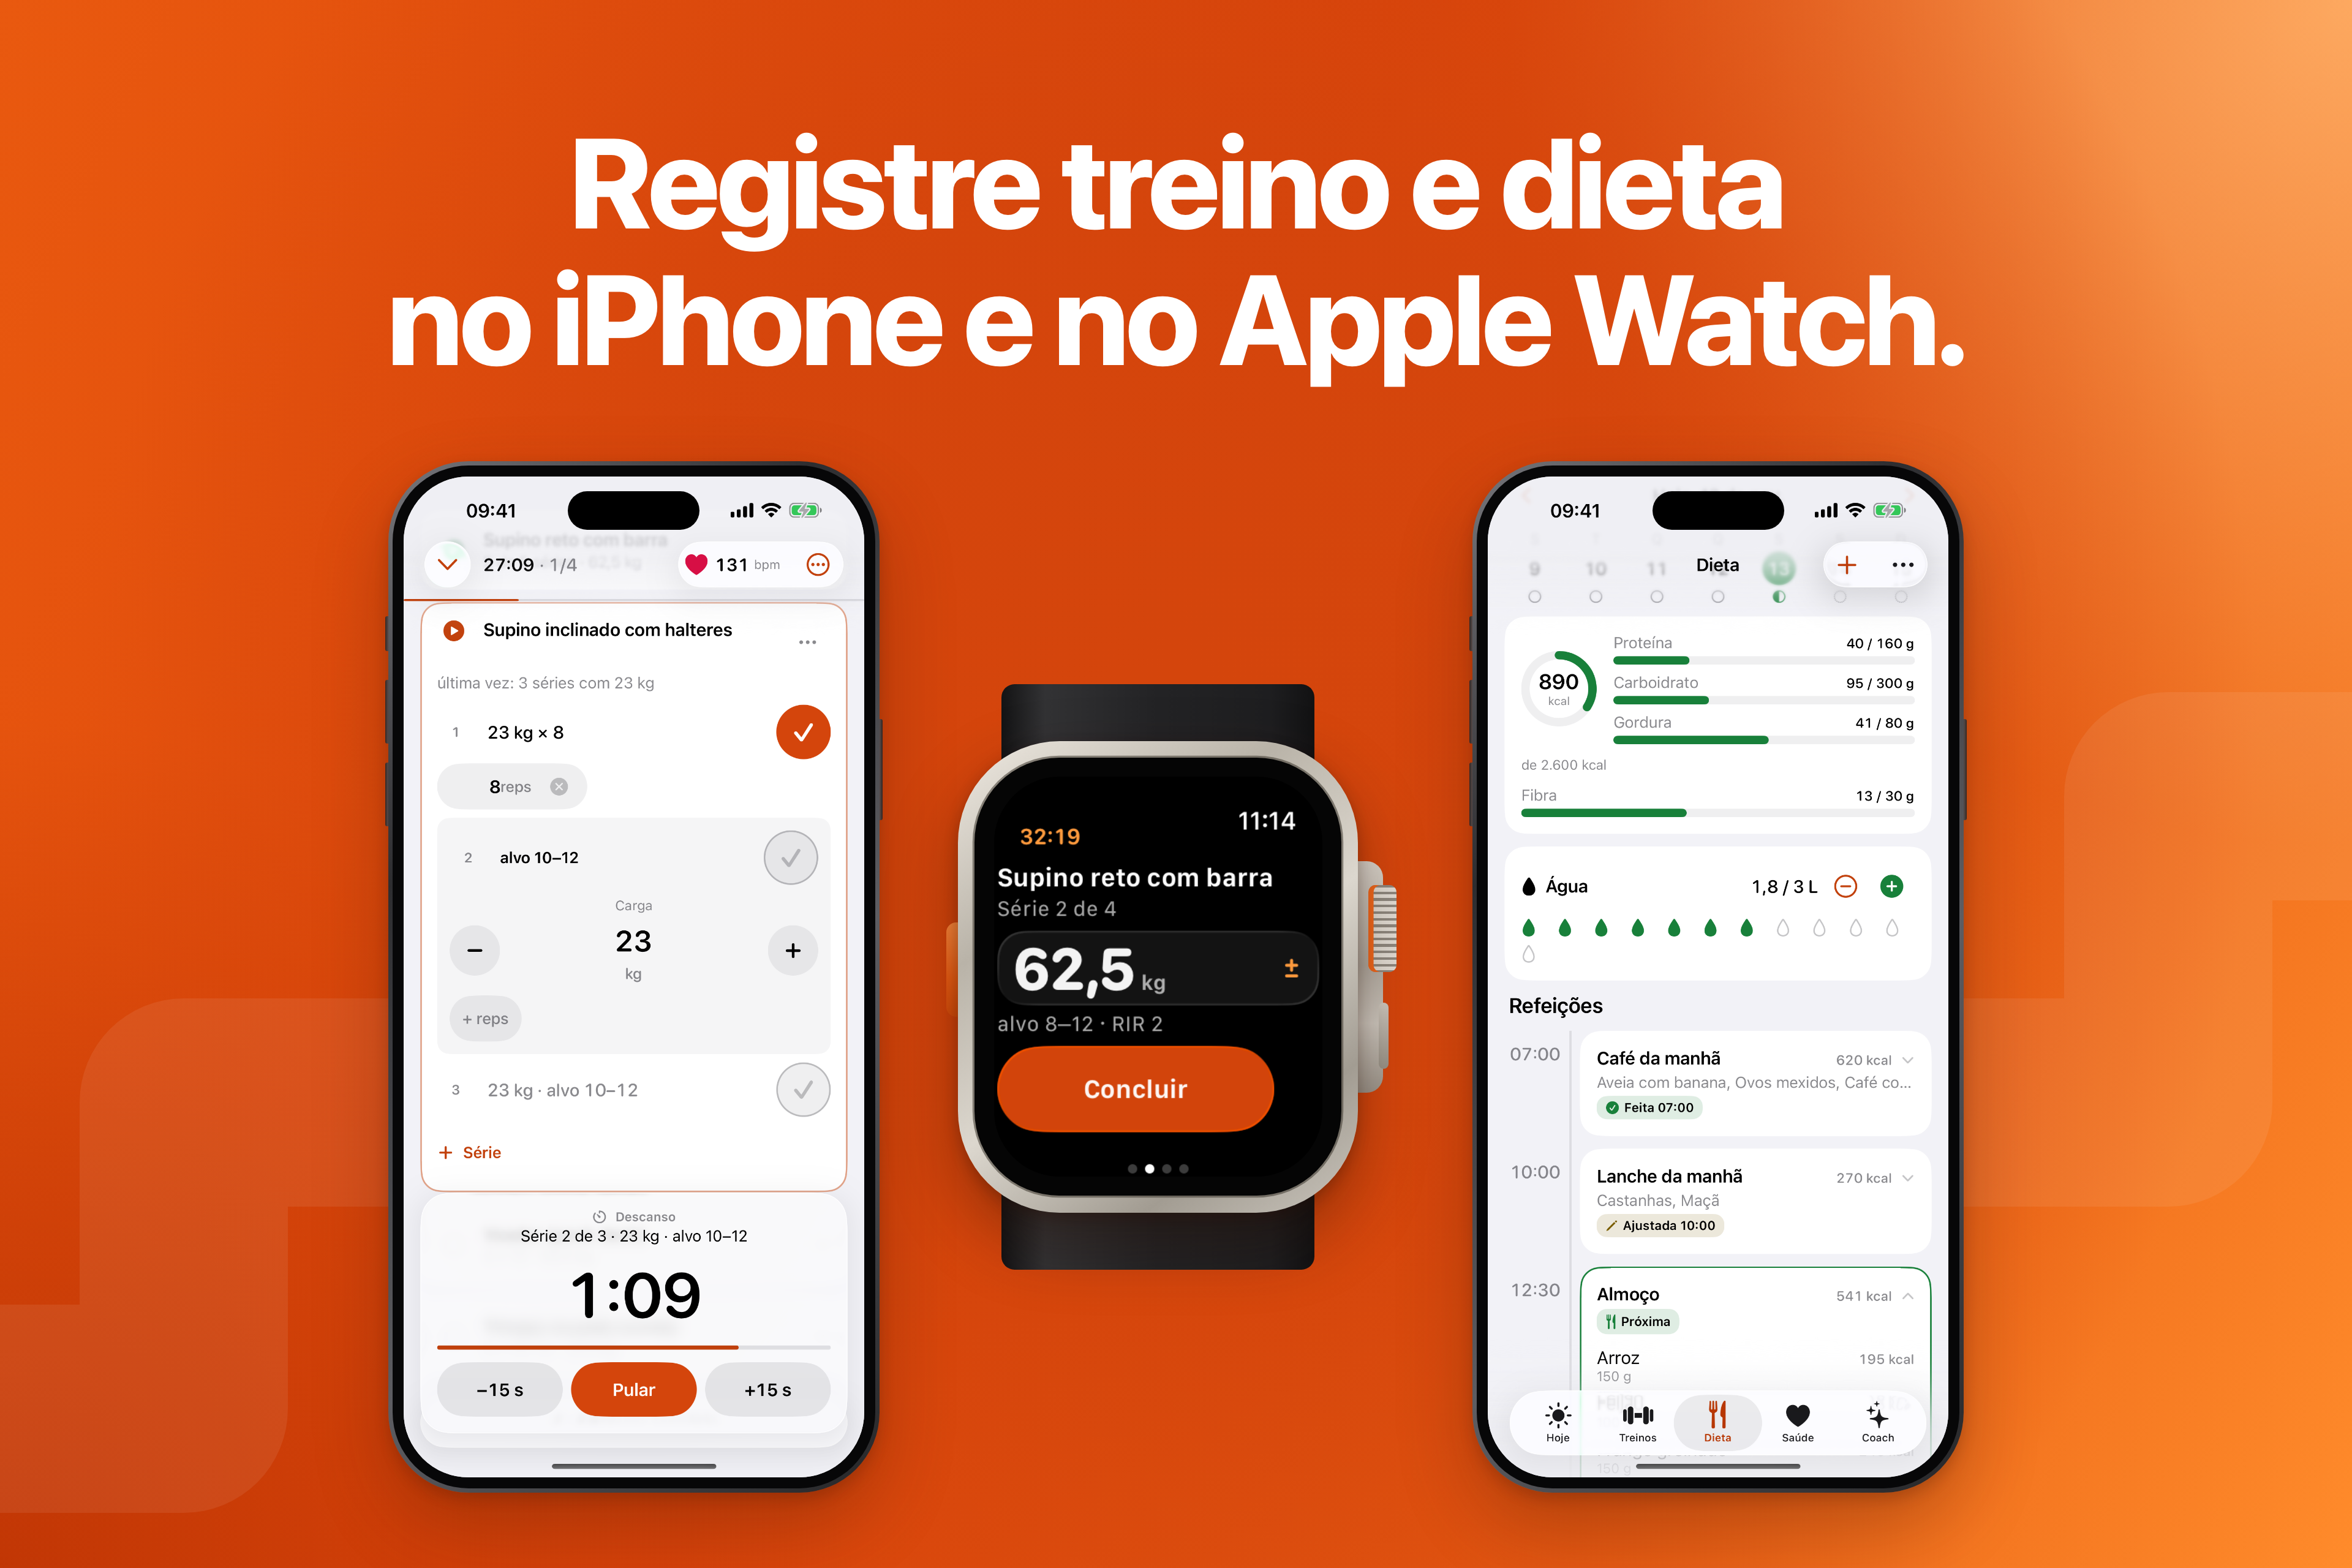 Registre treino e dieta
no iPhone e no Apple Watch.
09:41
Supino reto com barra
27:09 · 1/4
131 bpm
Supino inclinado com halteres
última vez: 3 séries com 23 kg
1 23 kg × 8
8reps
2 alvo 10–12
Carga
23
kg
+ reps
3 23 kg · alvo 10–12
+ Série
Descanso
Série 2 de 3 · 23 kg · alvo 10–12
1:09
−15 s Pular +15 s
11:14
32:19
Supino reto com barra
Série 2 de 4
62,5 kg ±
alvo 8–12 · RIR 2
Concluir
09:41
Dieta
9 10 11 12 13
890
kcal
Proteína 40 / 160 g
Carboidrato 95 / 300 g
Gordura 41 / 80 g
de 2.600 kcal
Fibra 13 / 30 g
Água 1,8 / 3 L
Refeições
07:00
Café da manhã 620 kcal
Aveia com banana, Ovos mexidos, Café co...
Feita 07:00
10:00
Lanche da manhã 270 kcal
Castanhas, Maçã
Ajustada 10:00
12:30
Almoço 541 kcal
Próxima
Arroz 195 kcal
150 g
Hoje Treinos Dieta Saúde Coach
150 g